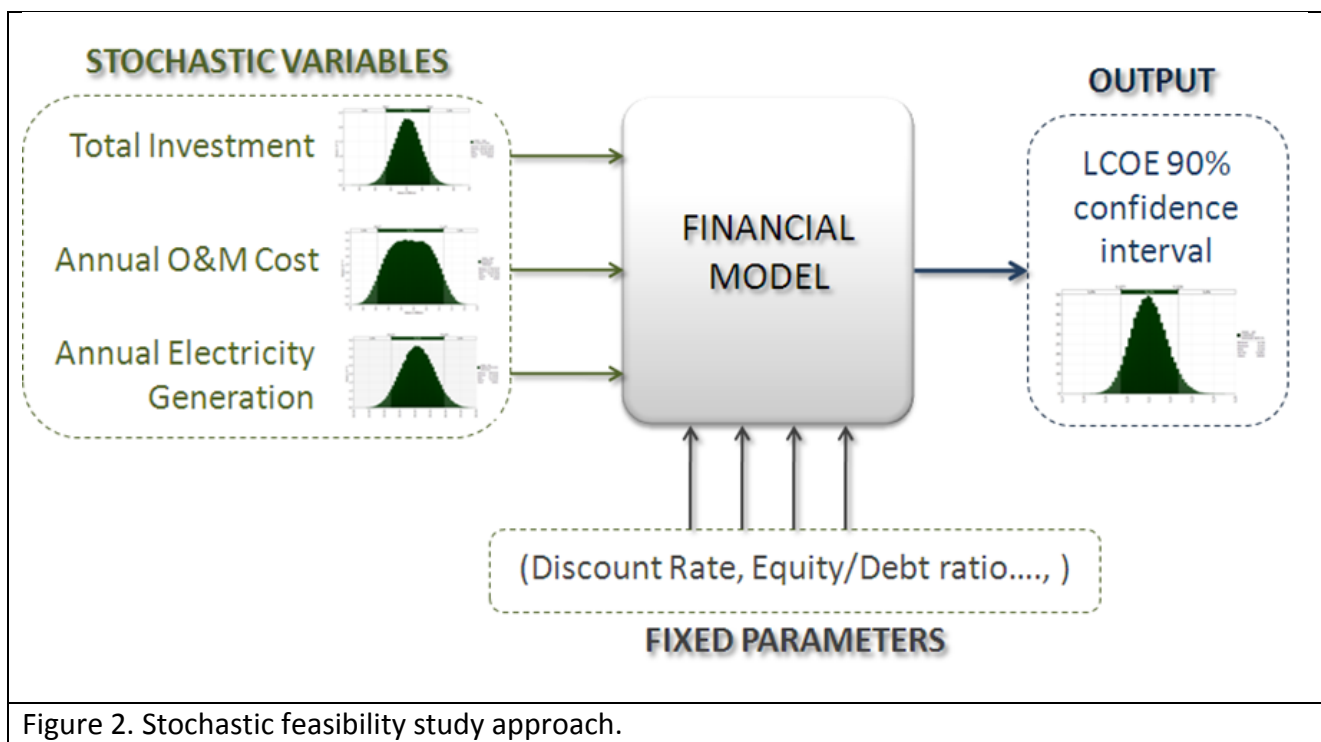 STOCHASTIC VARIABLES
Total Investment
Annual O&M Cost
Annual Electricity
Generation
FINANCIAL
MODEL
OUTPUT
LCOE 90%
confidence
interval
(Discount Rate, Equity/Debt ratio...., )
FIXED PARAMETERS
Figure 2. Stochastic feasibility study approach.